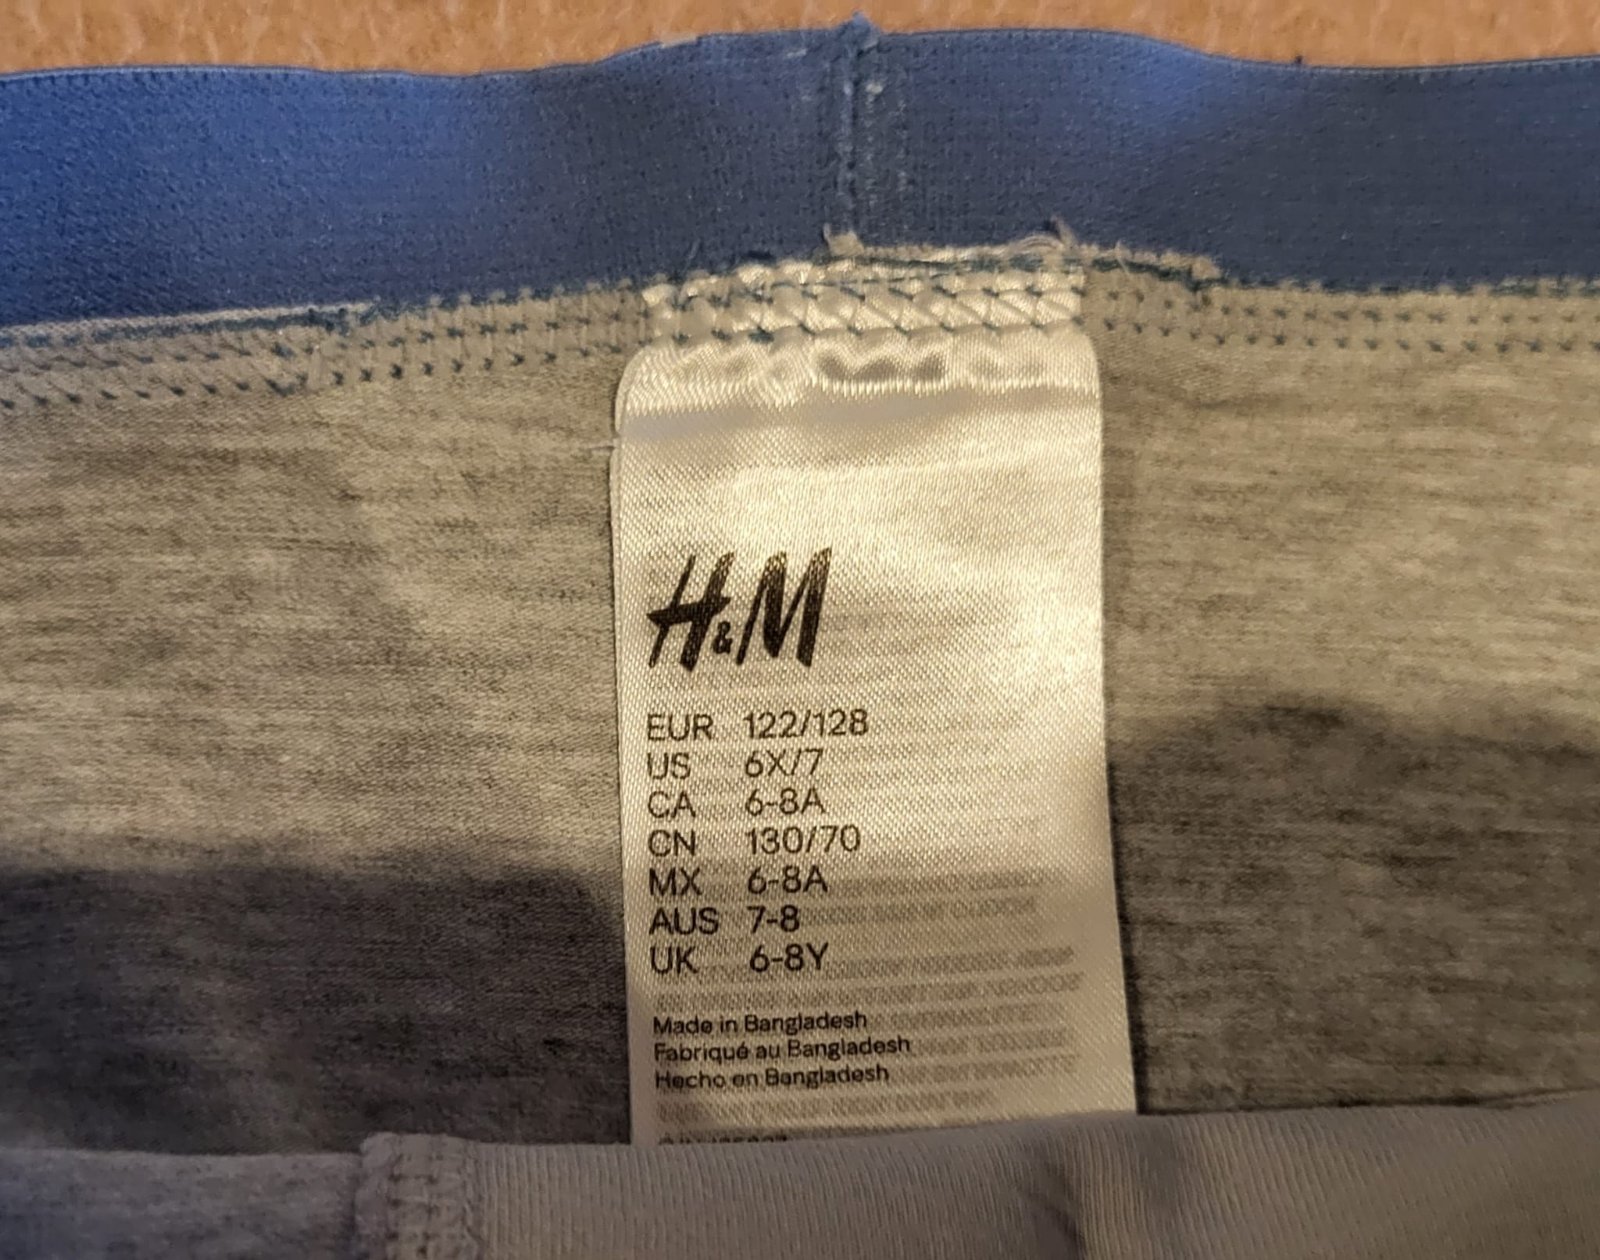 H&M
EUR 122/128
US 6X/7
CA 6-8A
CN 130/70
MX 6-8A
AUS 7-8
UK 6-8Y
Made in Bangladesh
Fabriqué au Bangladesh
Hecho en Bangladesh